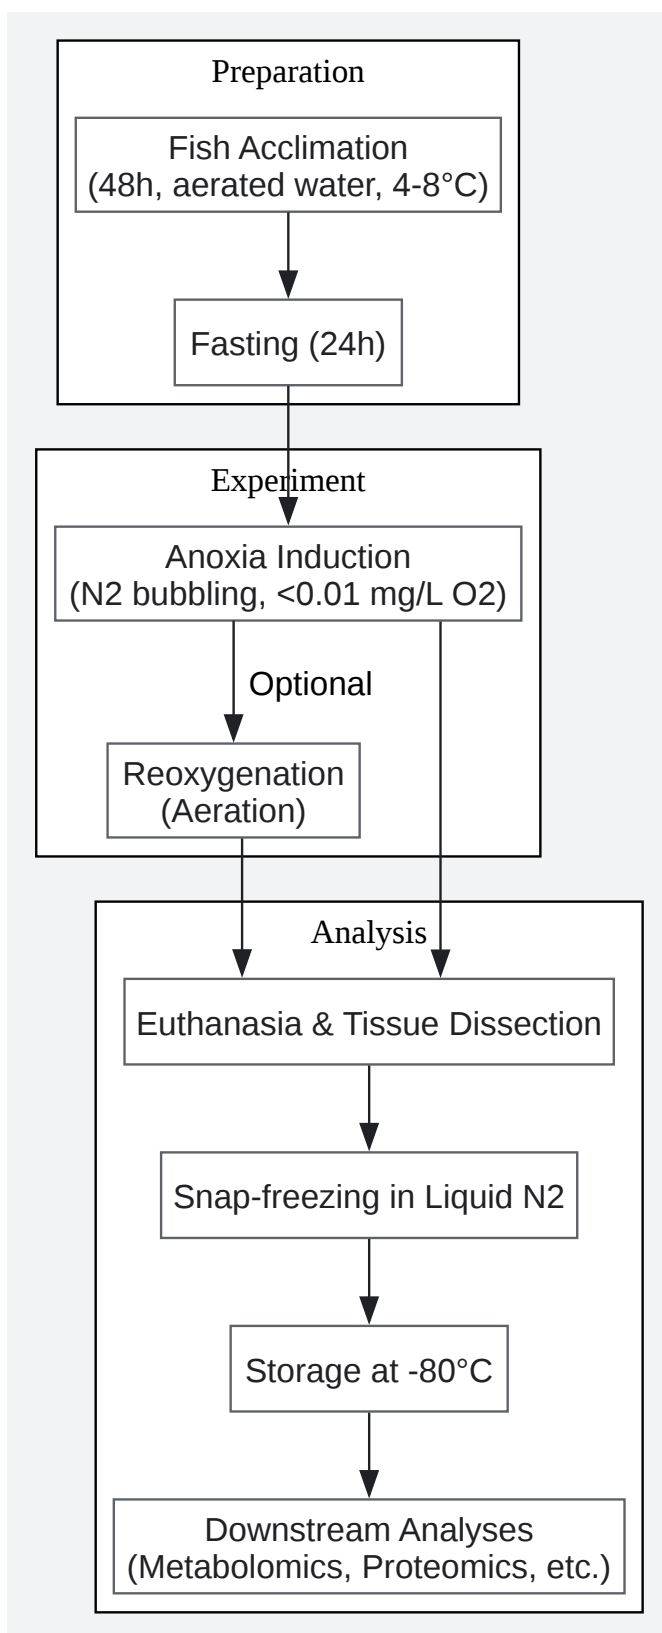 Preparation
Fish Acclimation
(48h, aerated water, 4-8°C)
Fasting (24h)
Experiment
Anoxia Induction
(N2 bubbling, <0.01 mg/L O2)
Optional
Reoxygenation
(Aeration)
Analysis
Euthanasia & Tissue Dissection
Snap-freezing in Liquid N2
Storage at -80°C
Downstream Analyses
(Metabolomics, Proteomics, etc.)